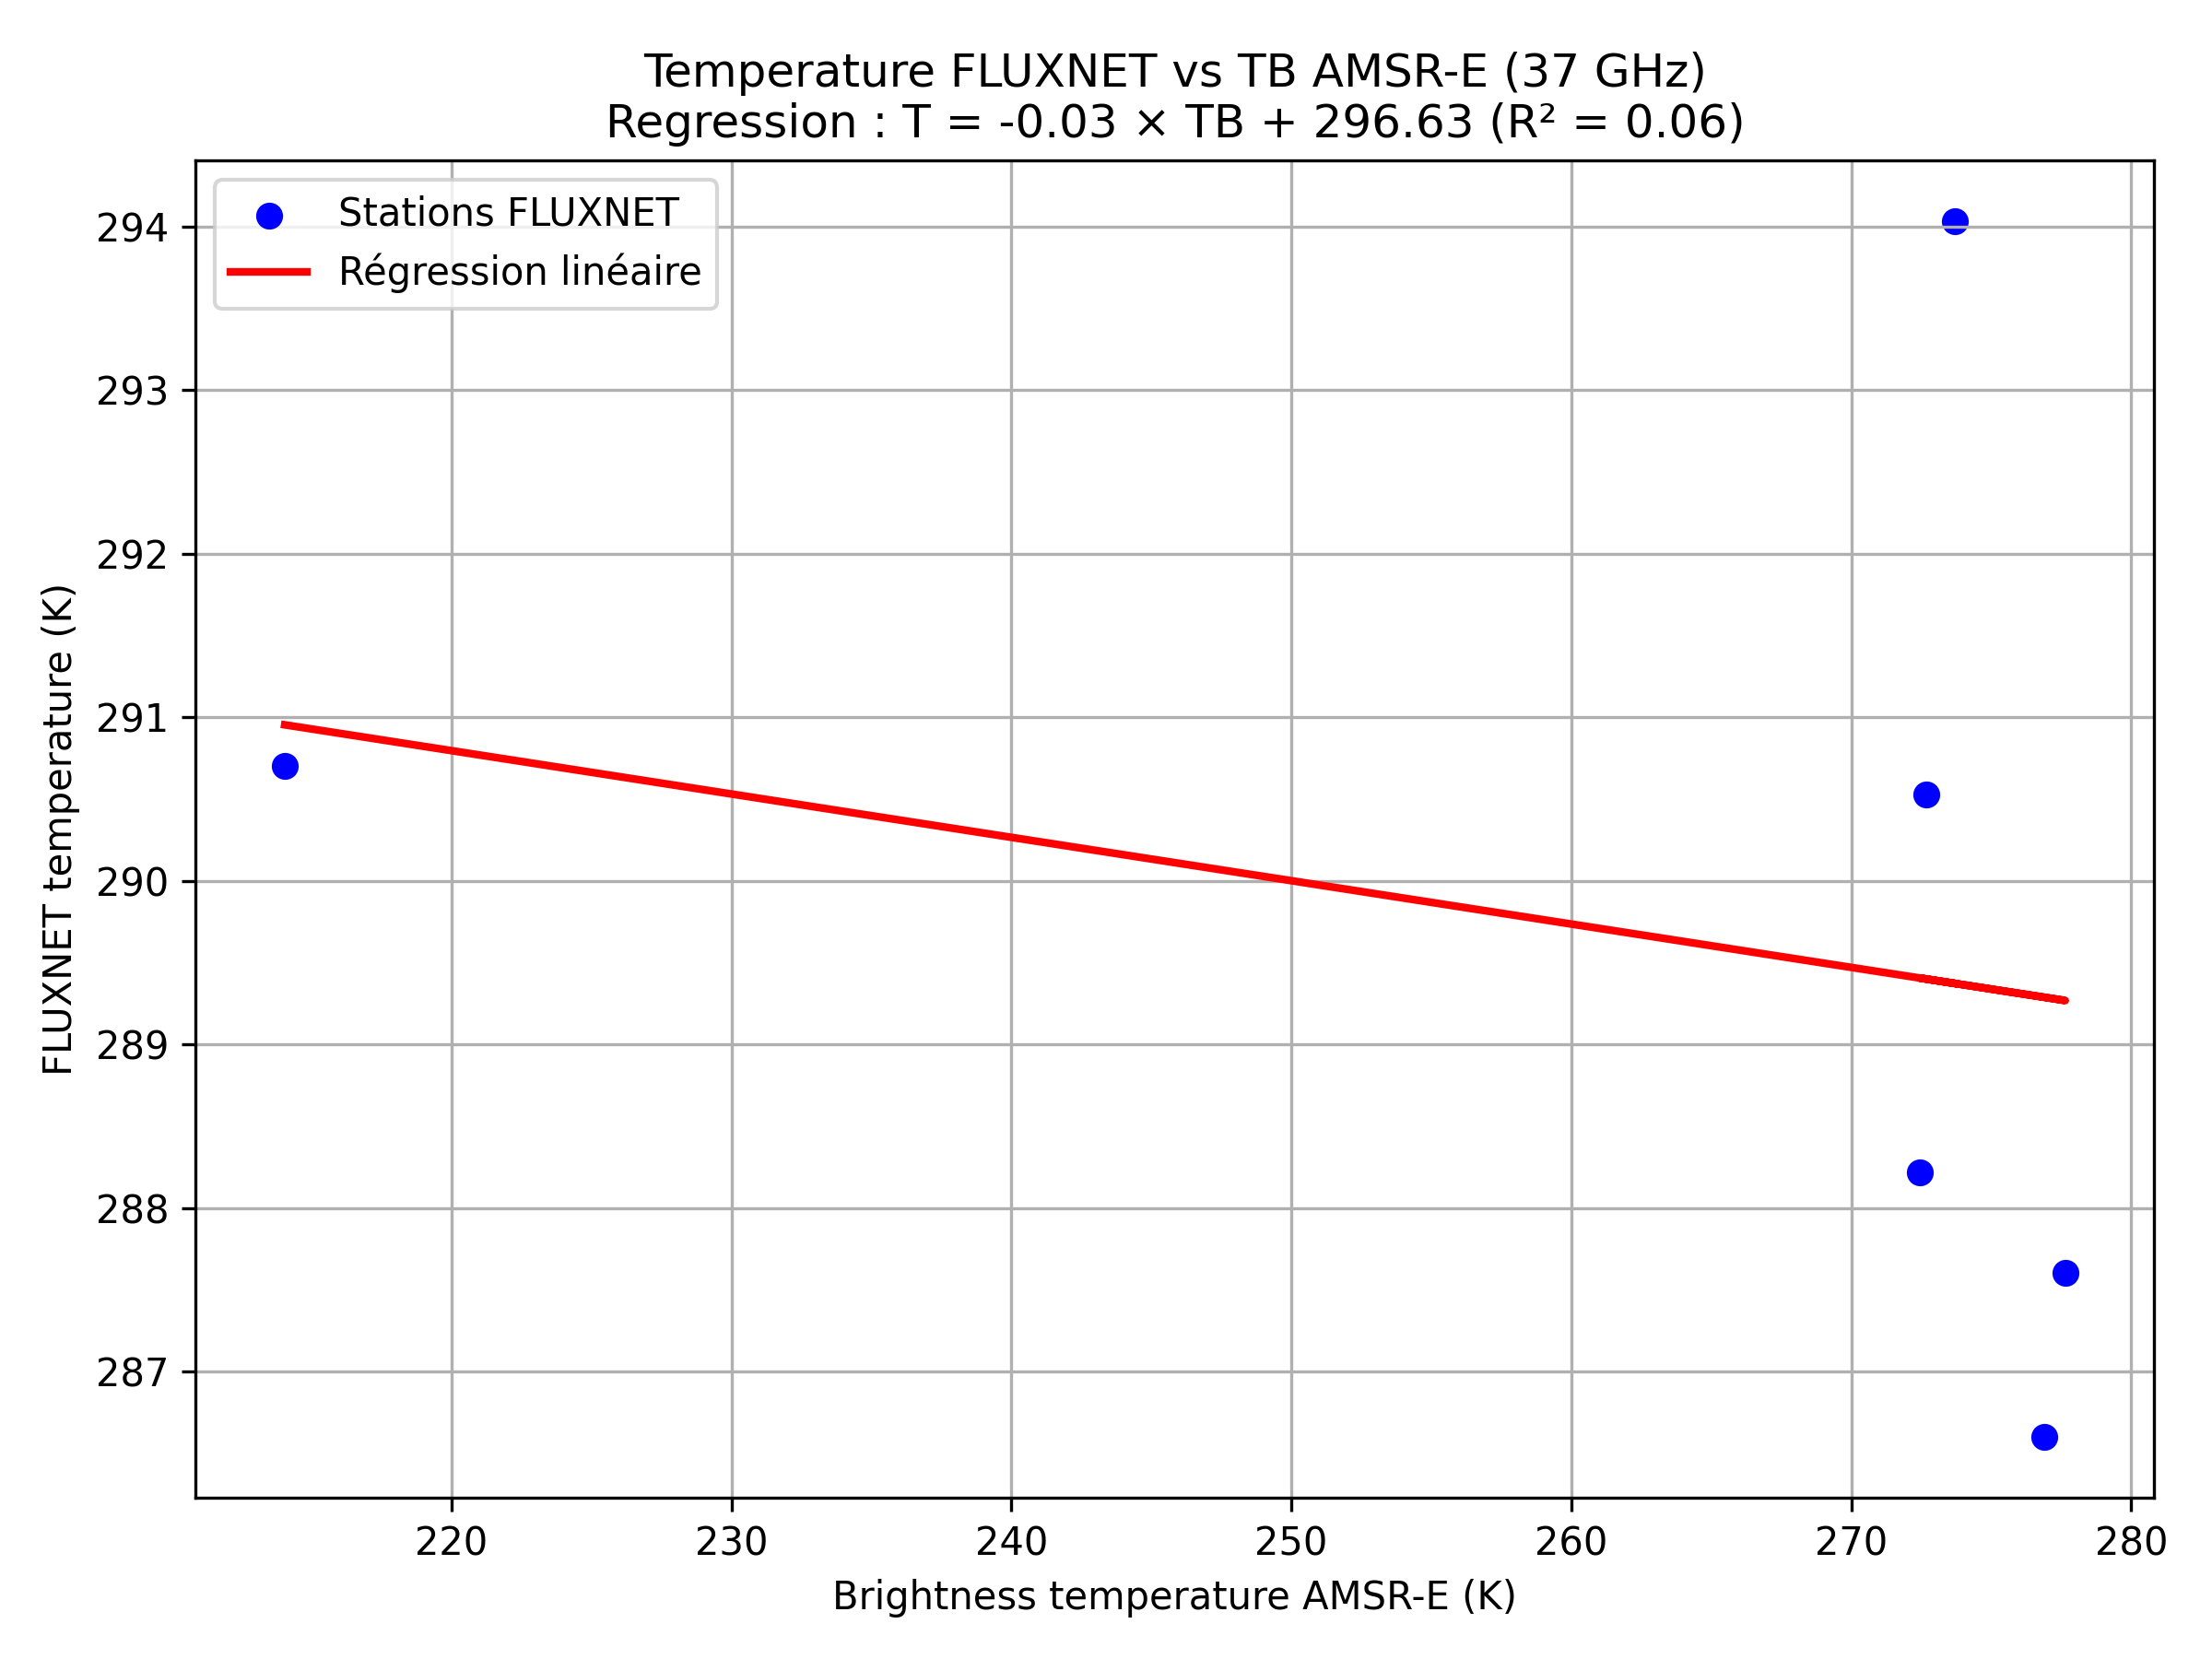 Temperature FLUXNET vs TB AMSR-E (37 GHz)
Regression : T = -0.03 × TB + 296.63 (R² = 0.06)
Stations FLUXNET
Régression linéaire
294
293
292
291
290
289
288
287
FLUXNET temperature (K)
220 230 240 250 260 270 280
Brightness temperature AMSR-E (K)